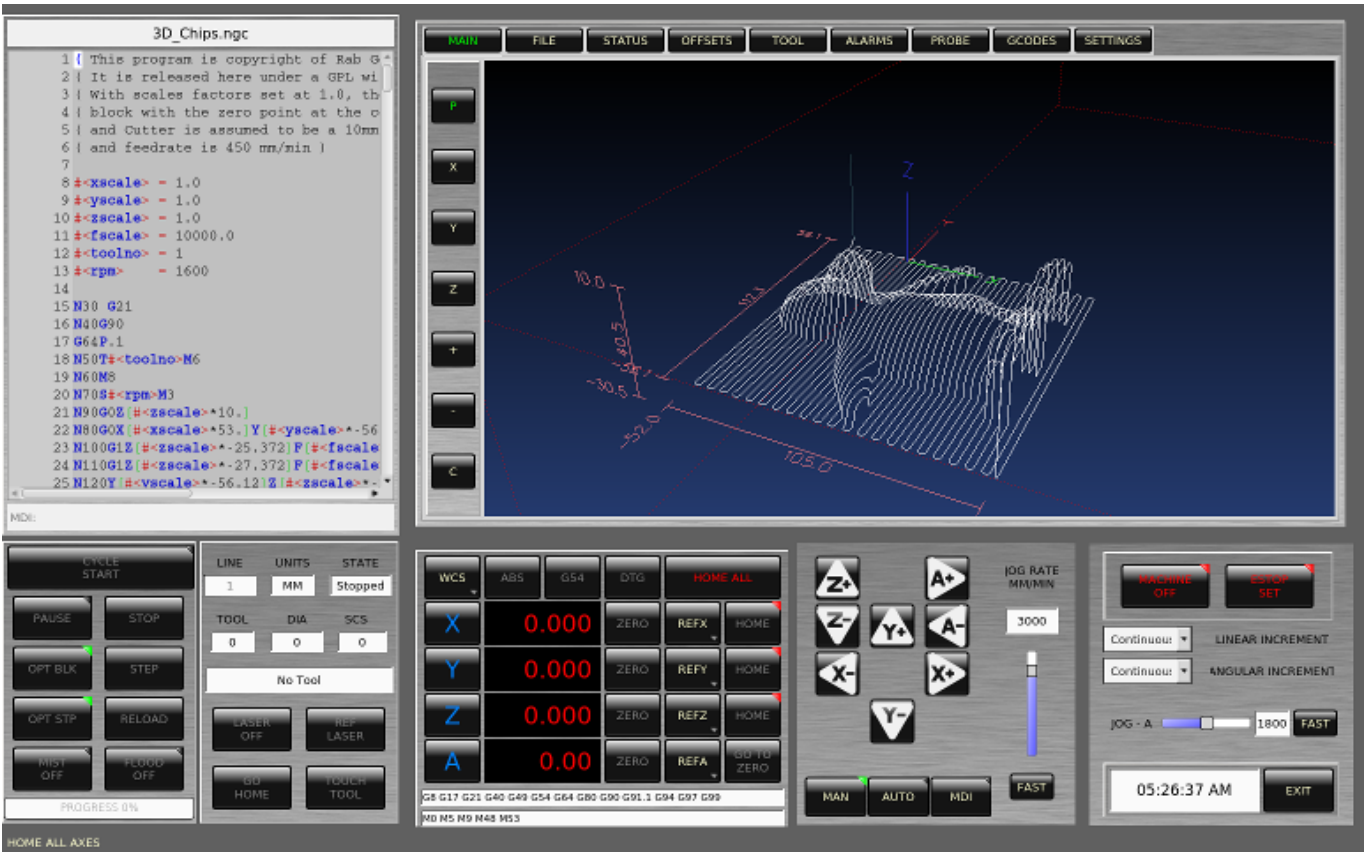 3D_Chips.ngc
1 ( This program is copyright of Rab G
2 ( It is released here under a GPL wi
3 ( With scales factors set at 1.0, th
4 ( block with the zero point at the c
5 ( and Cutter is assumed to be a 10mm
6 ( and feedrate is 450 mm/min )
7
8 #<xscale> = 1.0
9 #<yscale> = 1.0
10 #<zscale> = 1.0
11 #<fscale> = 10000.0
12 #<toolno> = 1
13 #<rpm> = 1600
14
15 N30 G21
16 N40G90
17 G64P.1
18 N50T#<toolno>M6
19 N60M8
20 N70S#<rpm>M3
21 N90G0Z[#<zscale>*10.]
22 N80G0X[#<xscale>*53.]Y[#<yscale>*-56
23 N100G1Z[#<zscale>*-25.372]F[#<fscale
24 N110G1Z[#<zscale>*-27.372]F[#<fscale
25 N120Y[#<yscale>*-56.12]Z[#<zscale>*-
MDI:
MAIN FILE STATUS OFFSETS TOOL ALARMS PROBE GCODES SETTINGS
P
X
Y
Z
+
-
C
Z
Y
56.1
10.0
112.3
40.5
-56.1
-30.5
-52.0
105.0
CYCLE
START
PAUSE STOP
OPT BLK STEP
OPT STP RELOAD
MIST
OFF
FLOOD
OFF
PROGRESS 0%
LINE UNITS STATE
1 MM Stopped
TOOL DIA SCS
0 0 0
No Tool
LASER
OFF
REF
LASER
GO
HOME
TOUCH
TOOL
WCS ABS G54 DTG HOME ALL
X 0.000 ZERO REFX HOME
Y 0.000 ZERO REFY HOME
Z 0.000 ZERO REFZ HOME
A 0.00 ZERO REFA GO TO
ZERO
G8 G17 G21 G40 G49 G54 G64 G80 G90 G91.1 G94 G97 G99
M0 M5 M9 M48 M53
Z+ A+
Z- Y+ A-
X- X+
Y-
JOG RATE
MM/MIN
3000
FAST
MAN AUTO MDI
MACHINE
OFF
ESTOP
SET
Continuou: LINEAR INCREMENT
Continuou: ANGULAR INCREMENT
JOG - A 1800 FAST
05:26:37 AM EXIT
HOME ALL AXES